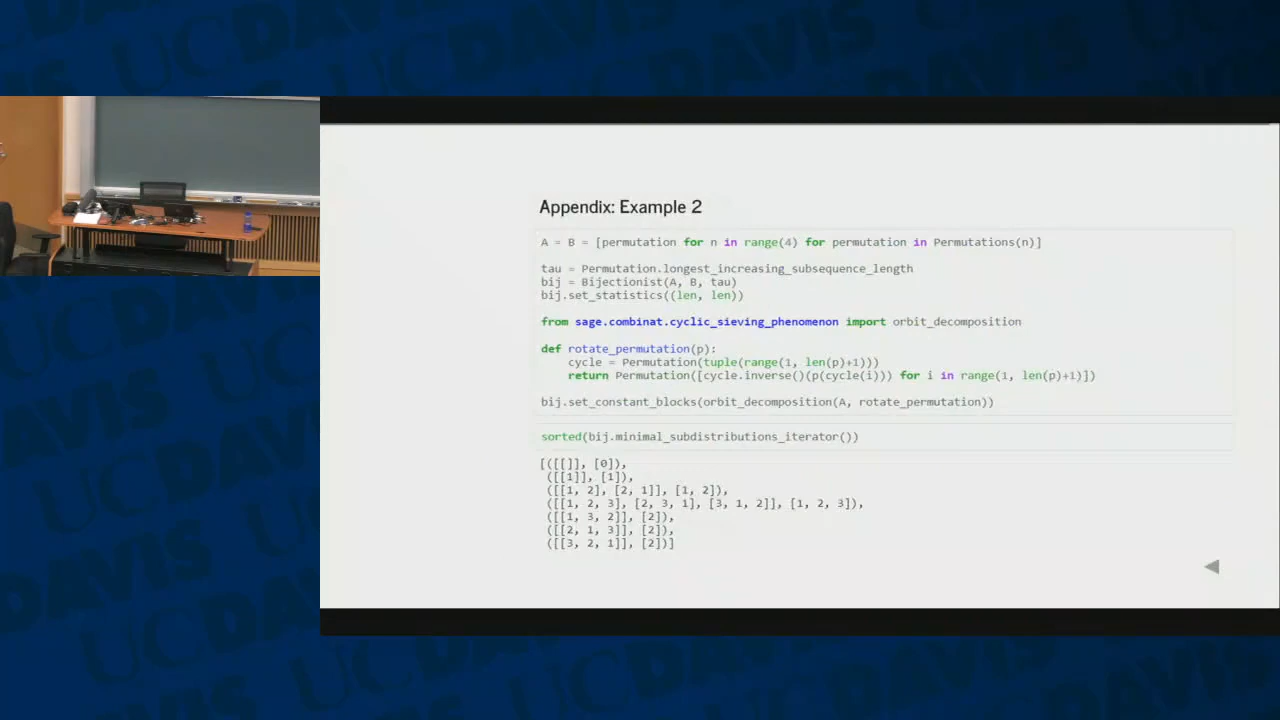 Appendix: Example 2
A = B = [permutation for n in range(4) for permutation in Permutations(n)]
tau = Permutation.longest_increasing_subsequence_length
bij = Bijectionist(A, B, tau)
bij.set_statistics((len, len))
from sage.combinat.cyclic_sieving_phenomenon import orbit_decomposition
def rotate_permutation(p):
    cycle = Permutation(tuple(range(1, len(p)+1)))
    return Permutation([cycle.inverse()(p(cycle(i))) for i in range(1, len(p)+1)])
bij.set_constant_blocks(orbit_decomposition(A, rotate_permutation))
sorted(bij.minimal_subdistributions_iterator())
[([[]], [0]),
 ([[1]], [1]),
 ([[1, 2], [2, 1]], [1, 2]),
 ([[1, 2, 3], [2, 3, 1], [3, 1, 2]], [1, 2, 3]),
 ([[1, 3, 2]], [2]),
 ([[2, 1, 3]], [2]),
 ([[3, 2, 1]], [2])]
UC DAVIS